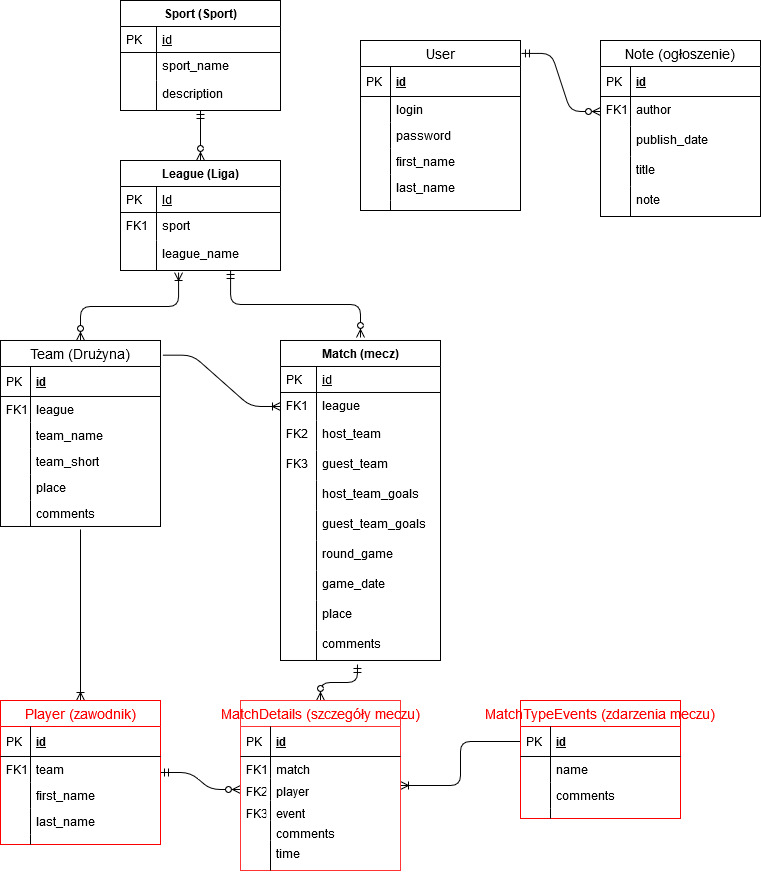 Sport (Sport)
PK id
sport_name
description
User
PK id
login
password
first_name
last_name
Note (ogłoszenie)
PK id
FK1 author
publish_date
title
note
League (Liga)
PK Id
FK1 sport
league_name
Team (Drużyna)
PK id
FK1 league
team_name
team_short
place
comments
Match (mecz)
PK id
FK1 league
FK2 host_team
FK3 guest_team
host_team_goals
guest_team_goals
round_game
game_date
place
comments
Player (zawodnik)
PK id
FK1 team
first_name
last_name
MatchDetails (szczegóły meczu)
PK id
FK1 match
FK2 player
FK3 event
comments
time
MatchTypeEvents (zdarzenia meczu)
PK id
name
comments